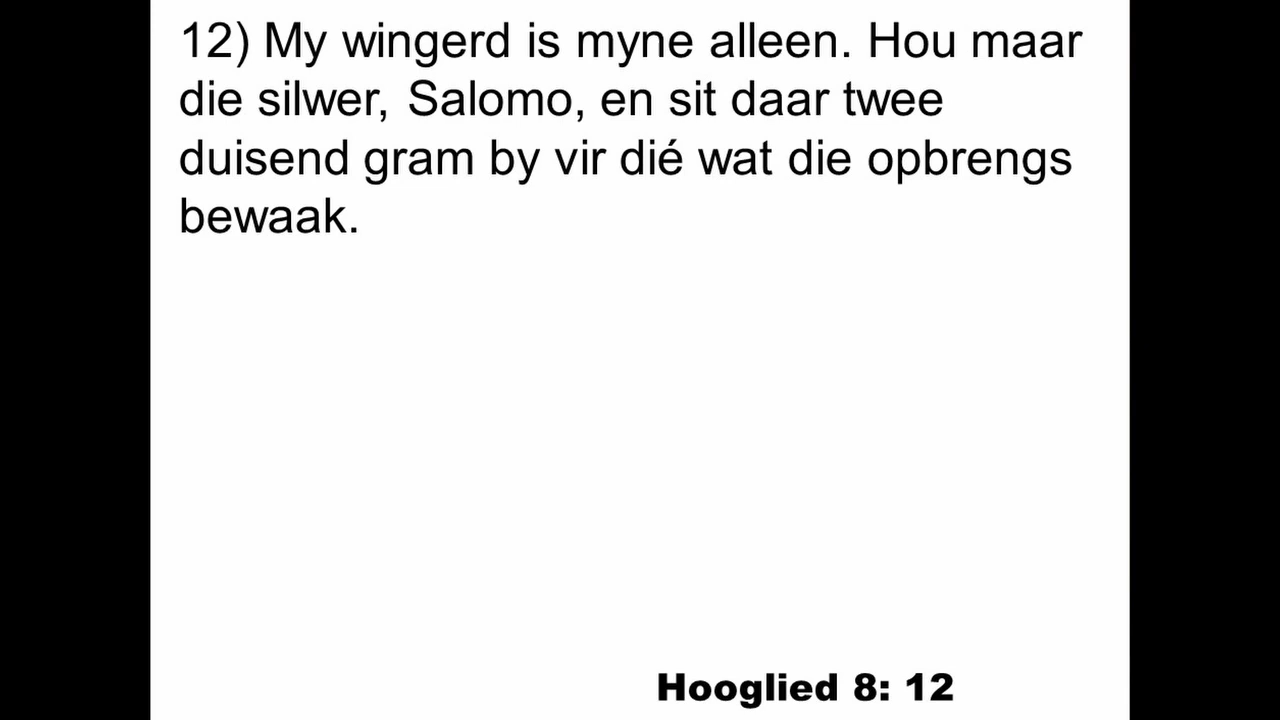 12) My wingerd is myne alleen. Hou maar
die silwer, Salomo, en sit daar twee
duisend gram by vir dié wat die opbrengs
bewaak.
Hooglied 8: 12